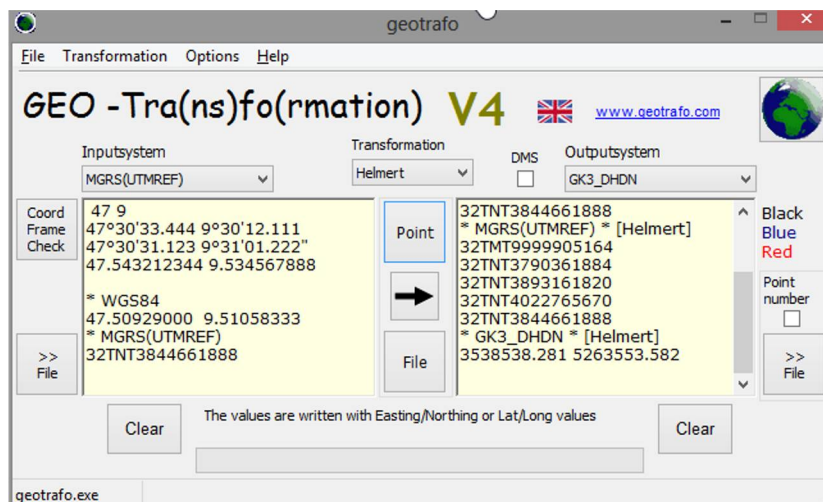 geotrafo
File Transformation Options Help
GEO -Tra(ns)fo(rmation) V4
www.geotrafo.com
Inputsystem
MGRS(UTMREF)
Transformation
Helmert
DMS
Outputsystem
GK3_DHDN
Coord
Frame
Check
>>
File
47 9
47°30'33.444 9°30'12.111
47°30'31.123 9°31'01.222"
47.543212344 9.534567888
* WGS84
47.50929000 9.51058333
* MGRS(UTMREF)
32TNT3844661888
Point
File
32TNT3844661888
* MGRS(UTMREF) * [Helmert]
32TMT9999905164
32TNT3790361884
32TNT3893161820
32TNT4022765670
32TNT3844661888
* GK3_DHDN * [Helmert]
3538538.281 5263553.582
Black
Blue
Red
Point
number
>>
File
Clear
The values are written with Easting/Northing or Lat/Long values
Clear
geotrafo.exe